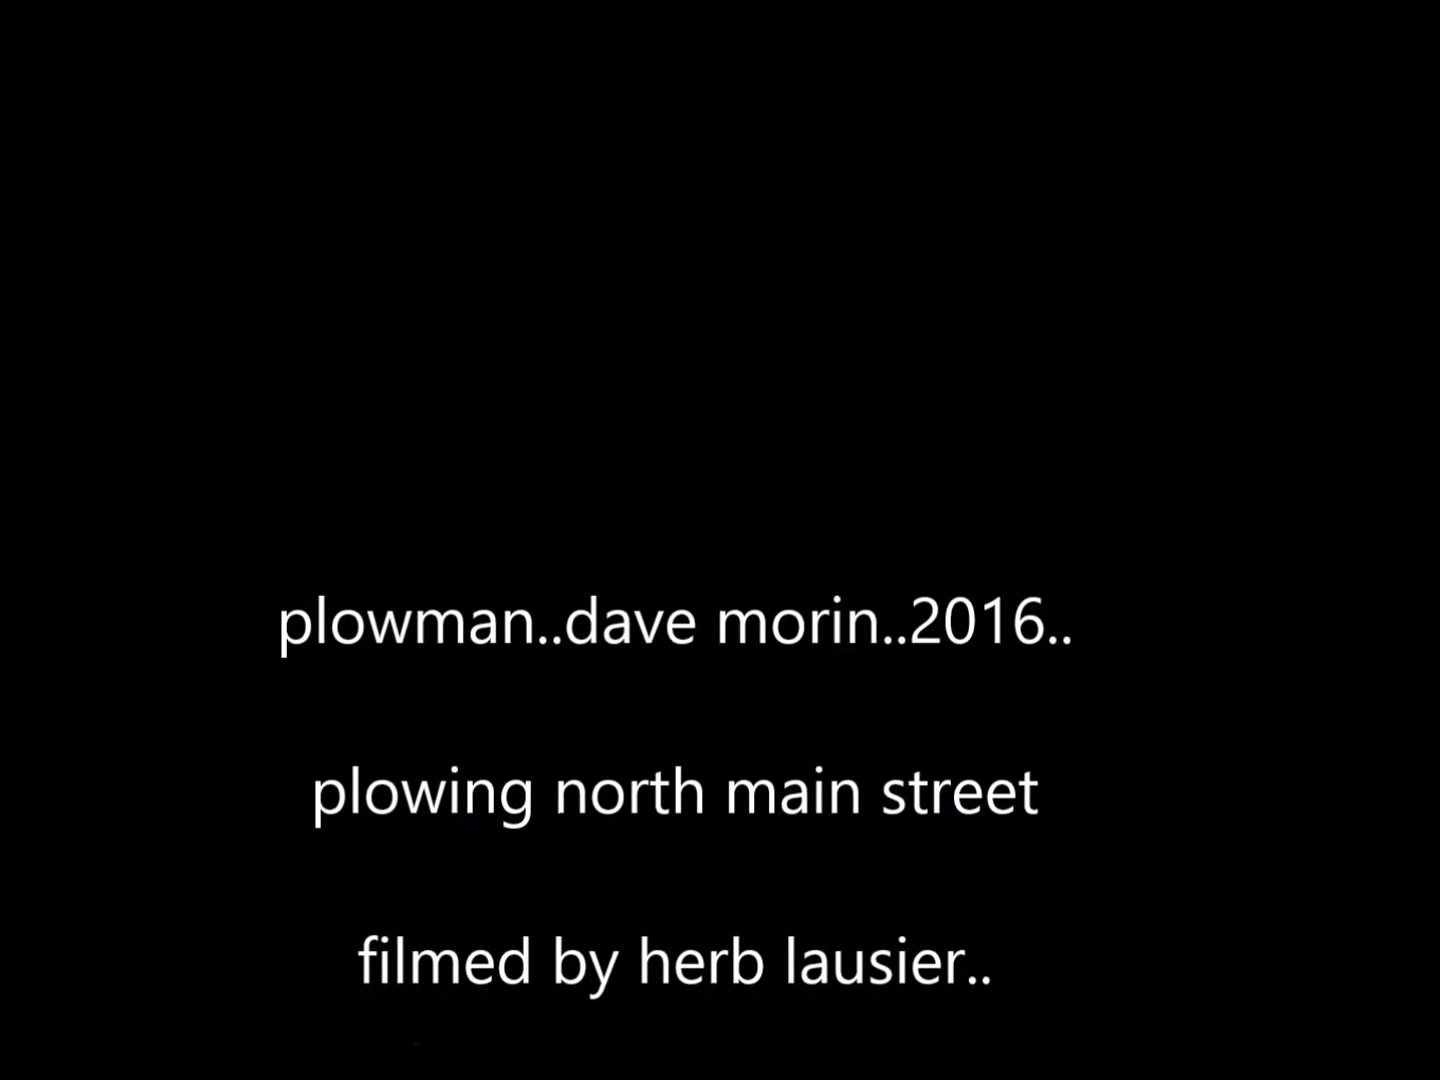 plowman..dave morin..2016..
plowing north main street
filmed by herb lausier..